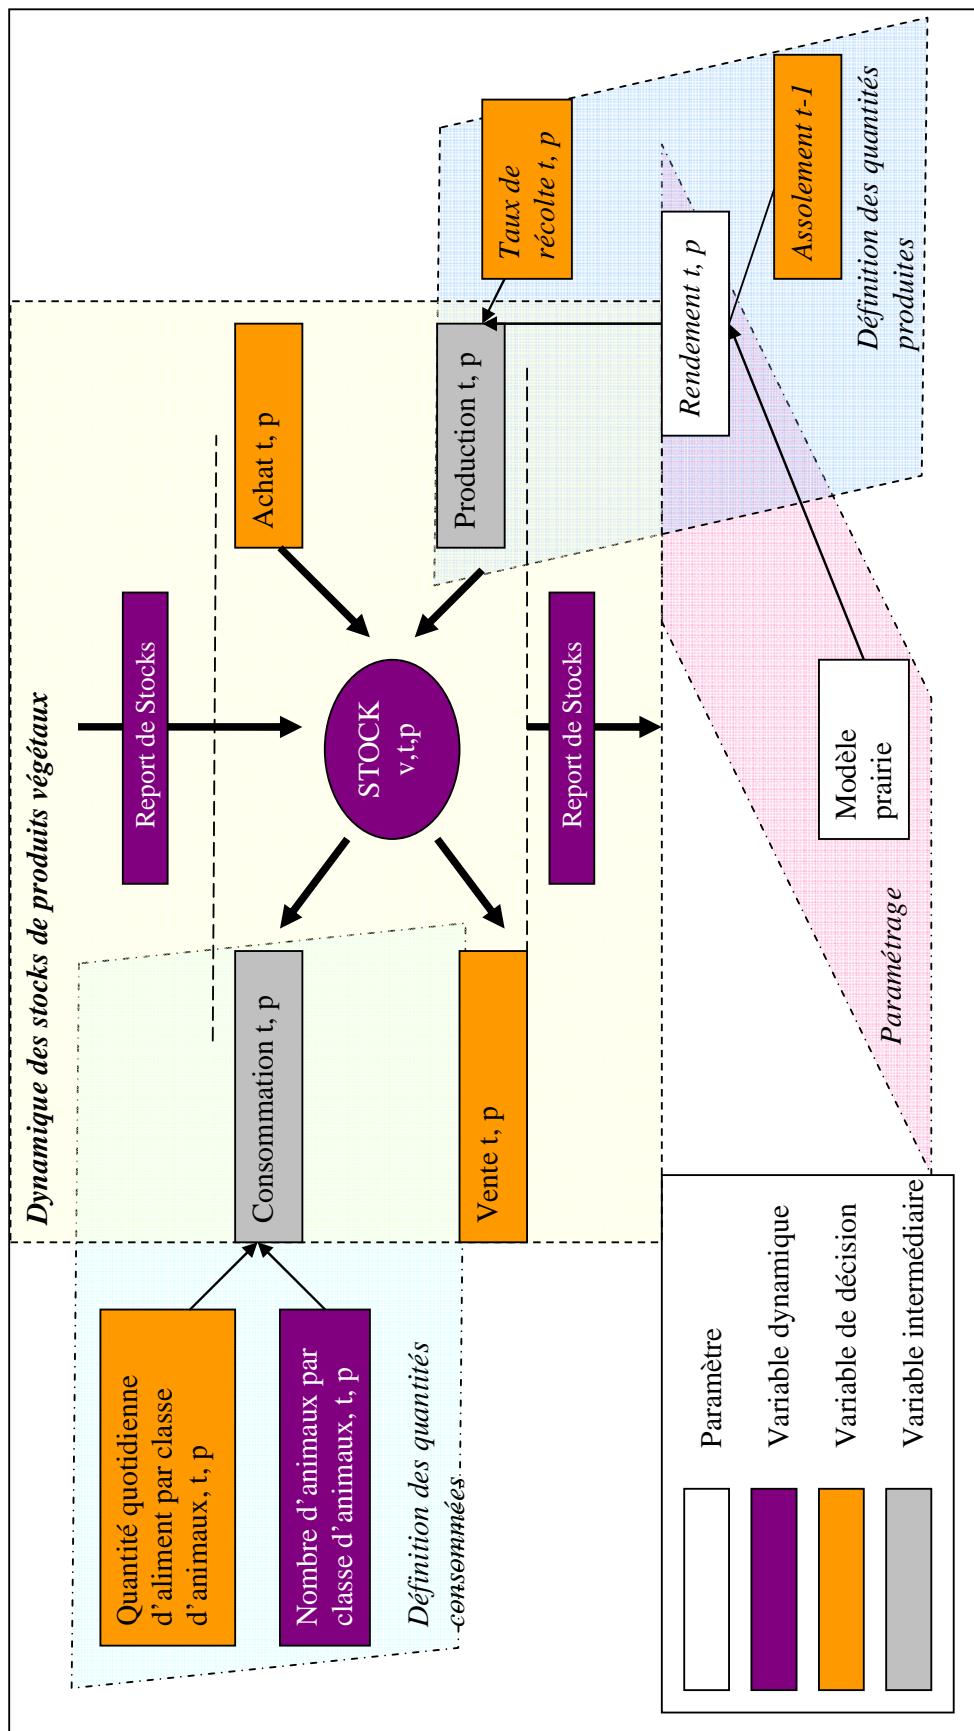 Dynamique des stocks de produits végétaux
Quantité quotidienne
d'aliment par classe
d'animaux, t, p
Nombre d'animaux par
classe d'animaux, t, p
Définition des quantités
consommées
Consommation t, p
Vente t, p
Report de Stocks
STOCK
v,t,p
Report de Stocks
Achat t, p
Production t, p
Taux de
récolte t, p
Rendement t, p
Assolement t-1
Définition des quantités
produites
Modèle
prairie
Paramétrage
Paramètre
Variable dynamique
Variable de décision
Variable intermédiaire